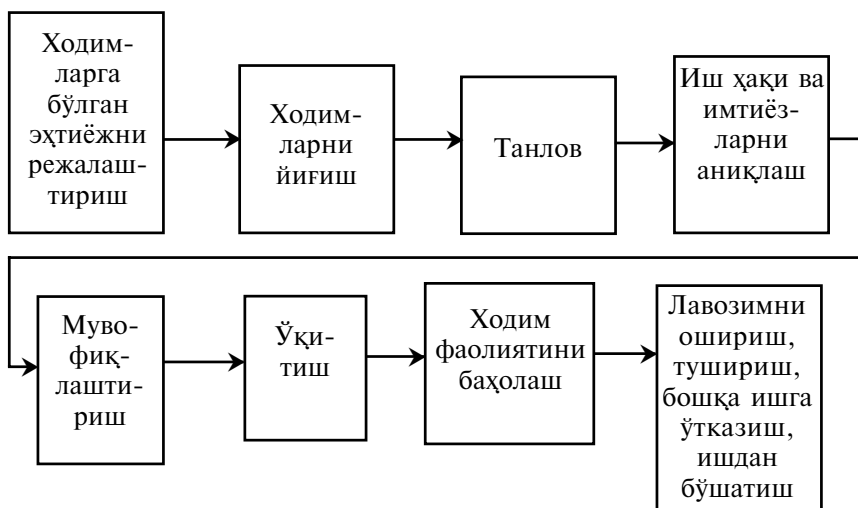 Ходим-
ларга
бўлган
эҳтиёжни
режалаш-
тириш
Ходим-
ларни
йиғиш
Танлов
Иш ҳақи ва
имтиёз-
ларни
аниқлаш
Муво-
фиқ-
лашти-
риш
Ўқи-
тиш
Ходим
фаолиятини
баҳолаш
Лавозимни
ошириш,
тушириш,
бошқа ишга
ўтказиш,
ишдан
бўшатиш